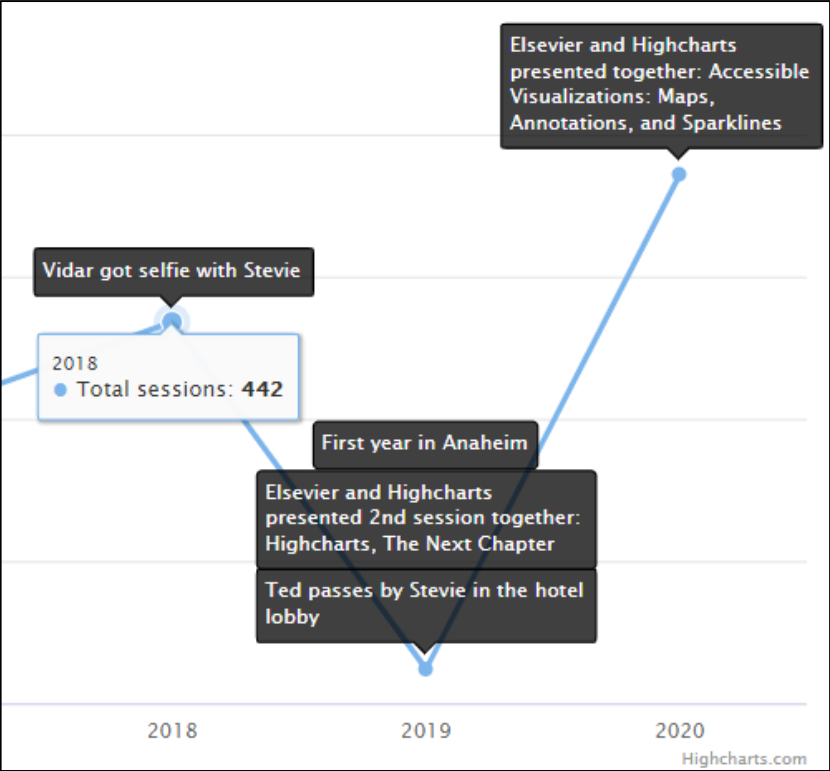 Elsevier and Highcharts
presented together: Accessible
Visualizations: Maps,
Annotations, and Sparklines
Vidar got selfie with Stevie
2018
Total sessions: 442
First year in Anaheim
Elsevier and Highcharts
presented 2nd session together:
Highcharts, The Next Chapter
Ted passes by Stevie in the hotel
lobby
2018 2019 2020
Highcharts.com